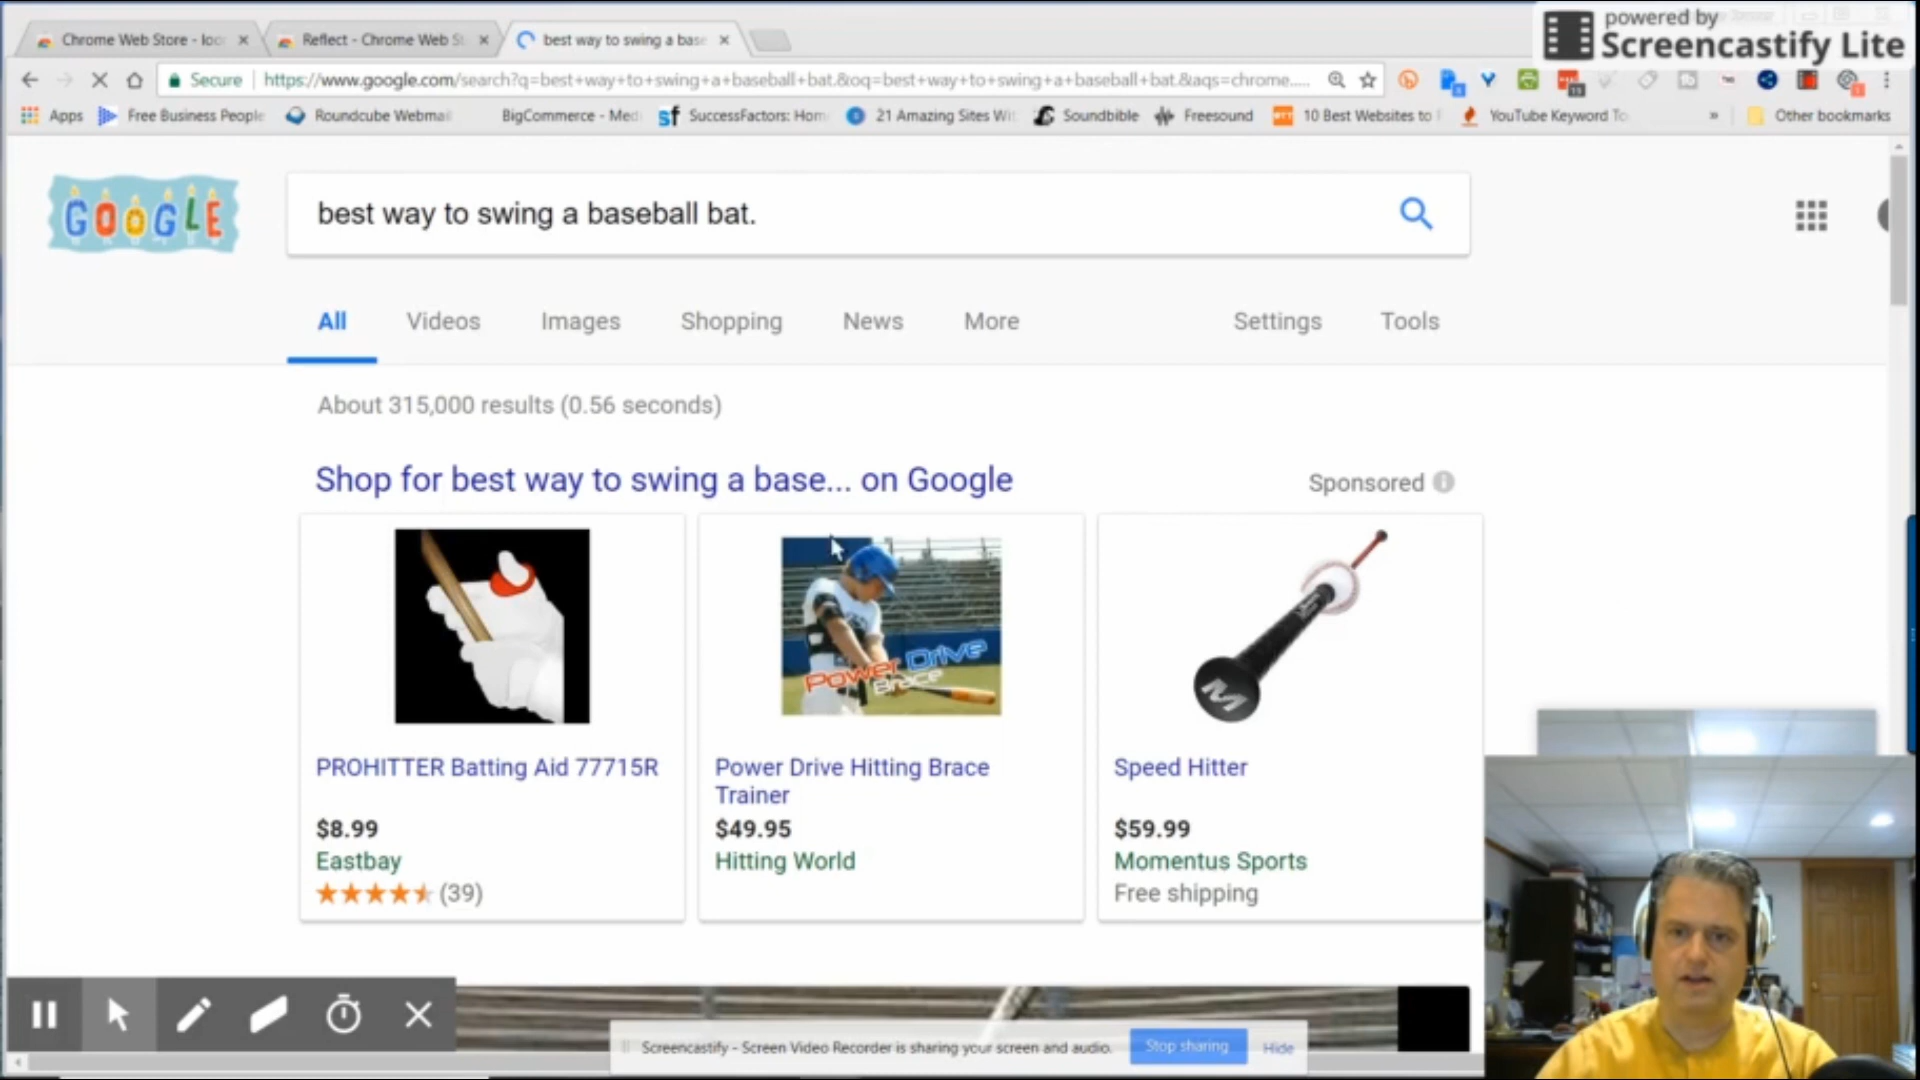 powered by
Screencastify Lite
Chrome Web Store - loo
Reflect - Chrome Web St
best way to swing a base
Secure
https://www.google.com/search?q=best+way+to+swing+a+baseball+bat.&oq=best+way+to+swing+a+baseball+bat.&aqs=chrome.....
Apps
Free Business People
Roundcube Webmai
BigCommerce - Med
SuccessFactors: Hom
21 Amazing Sites Wit
Soundbible
Freesound
10 Best Websites to
YouTube Keyword To
»
Other bookmarks
GOOGLE
best way to swing a baseball bat.
All
Videos
Images
Shopping
News
More
Settings
Tools
About 315,000 results (0.56 seconds)
Shop for best way to swing a base... on Google
Sponsored
Power Drive
Brace
M
PROHITTER Batting Aid 77715R
$8.99
Eastbay
(39)
Power Drive Hitting Brace
Trainer
$49.95
Hitting World
Speed Hitter
$59.99
Momentus Sports
Free shipping
Screencastify - Screen Video Recorder is sharing your screen and audio.
Stop sharing
Hide